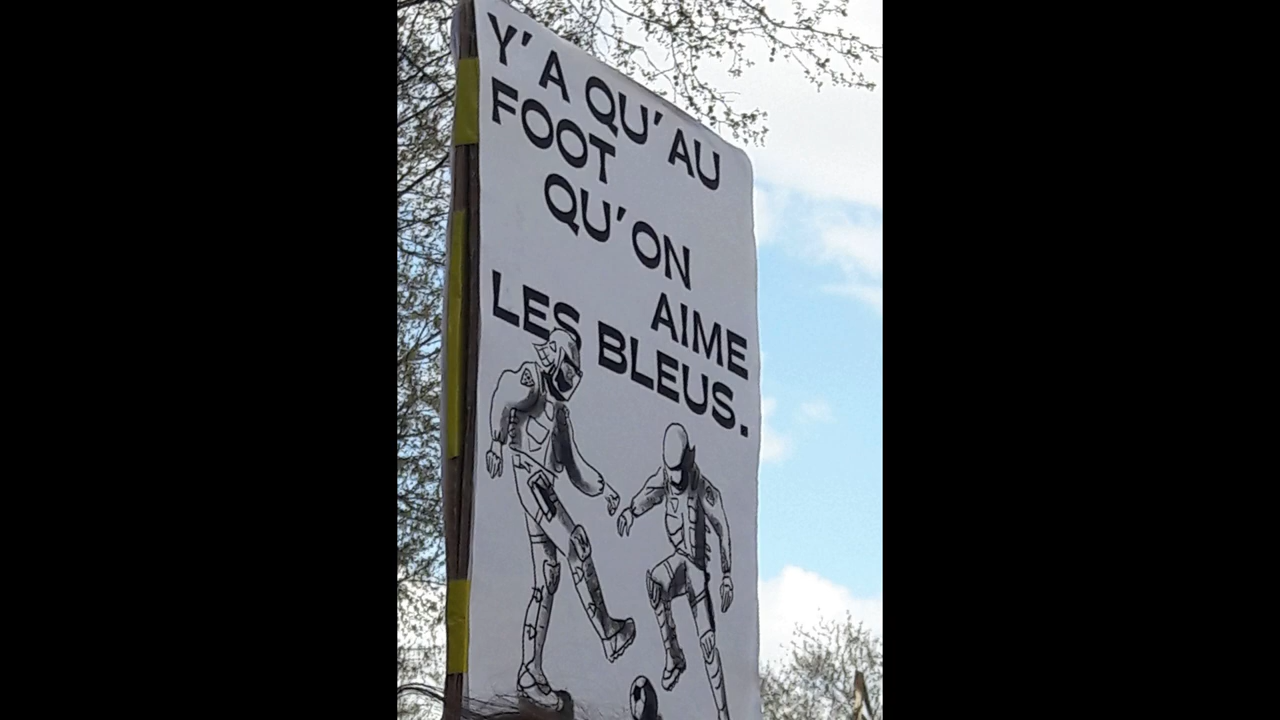 Y'A QU'AU
FOOT
QU'ON
AIME
LES BLEUS.